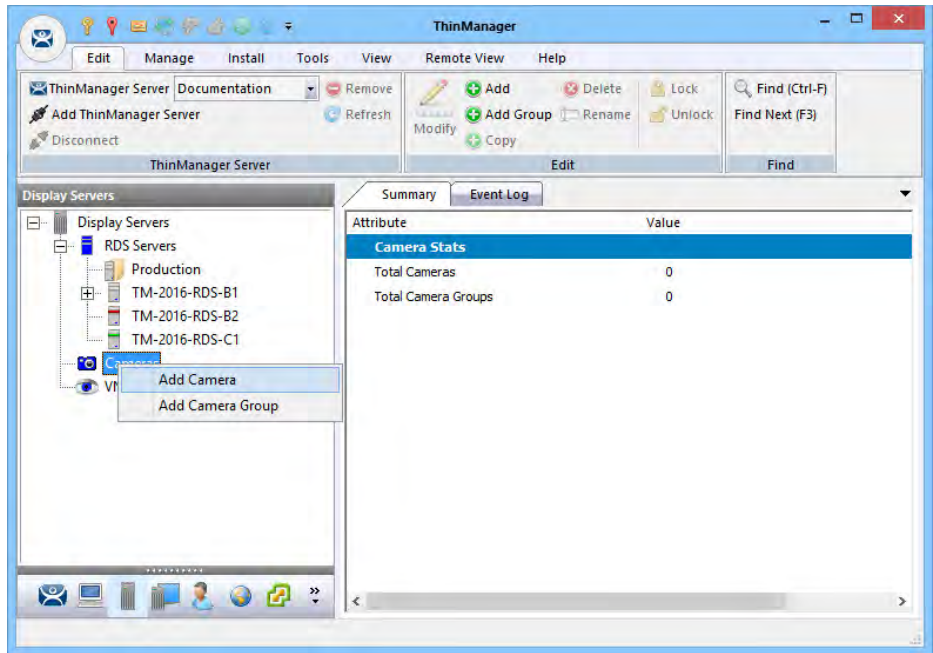 ThinManager
Edit Manage Install Tools View Remote View Help
ThinManager Server Documentation Remove Add Delete Lock Find (Ctrl-F)
Add ThinManager Server Refresh Modify Add Group Rename Unlock Find Next (F3)
Disconnect Copy
ThinManager Server Edit Find
Display Servers Summary Event Log
Display Servers Attribute Value
RDS Servers Camera Stats
Production Total Cameras 0
TM-2016-RDS-B1 Total Camera Groups 0
TM-2016-RDS-B2
TM-2016-RDS-C1
Cameras
Add Camera
Add Camera Group